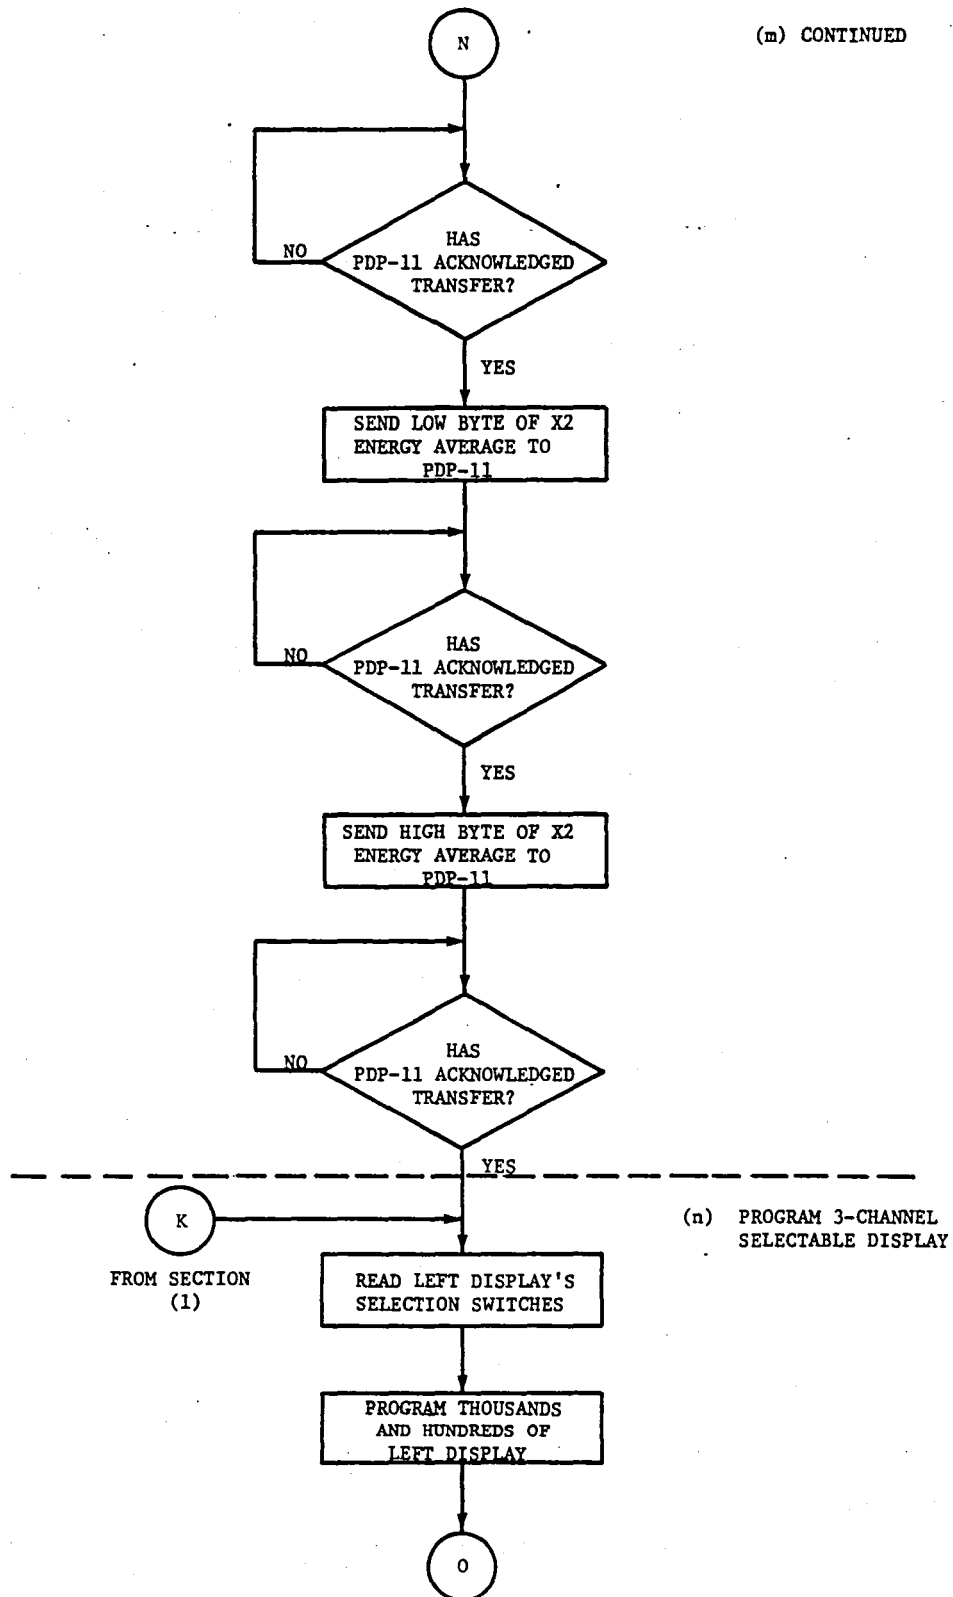 N
(m) CONTINUED
HAS
PDP-11 ACKNOWLEDGED
TRANSFER?
NO
YES
SEND LOW BYTE OF X2
ENERGY AVERAGE TO
PDP-11
HAS
PDP-11 ACKNOWLEDGED
TRANSFER?
NO
YES
SEND HIGH BYTE OF X2
ENERGY AVERAGE TO
PDP-11
HAS
PDP-11 ACKNOWLEDGED
TRANSFER?
NO
YES
K
FROM SECTION
(l)
(n) PROGRAM 3-CHANNEL
SELECTABLE DISPLAY
READ LEFT DISPLAY'S
SELECTION SWITCHES
PROGRAM THOUSANDS
AND HUNDREDS OF
LEFT DISPLAY
O